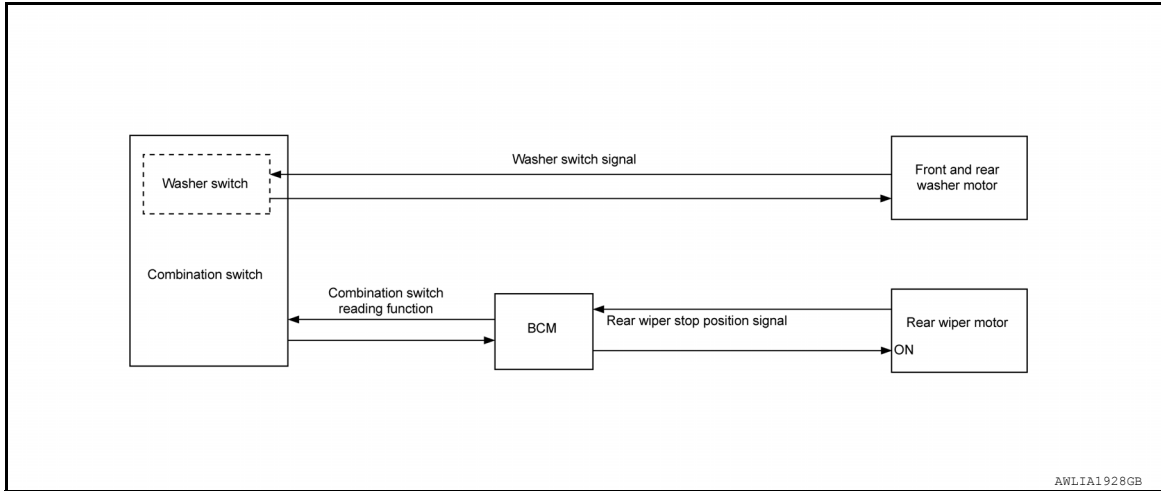 Washer switch signal
Washer switch
Front and rear
washer motor
Combination switch
Combination switch
reading function
BCM
Rear wiper stop position signal
Rear wiper motor
ON
AWLIA1928GB